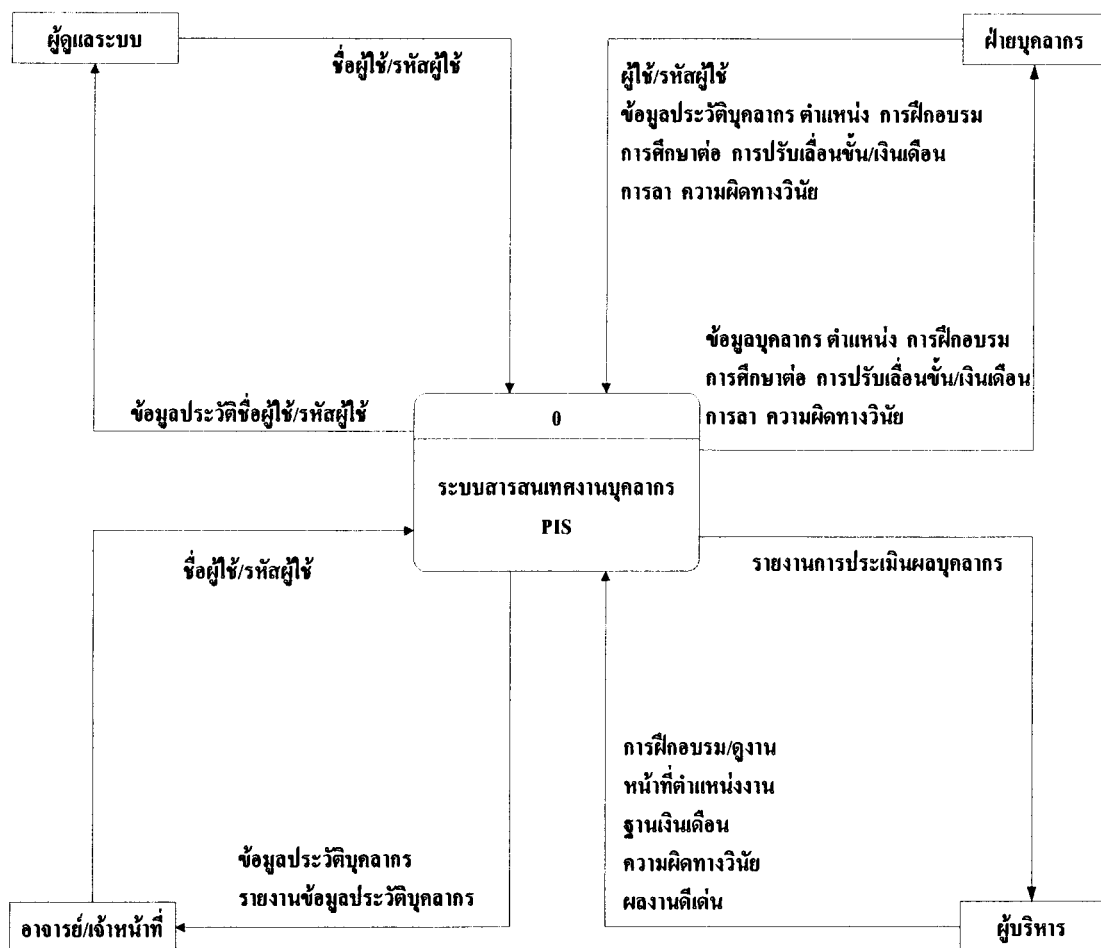 ผู้ดูแลระบบ
ฝ่ายบุคลากร
ชื่อผู้ใช้/รหัสผู้ใช้
ผู้ใช้/รหัสผู้ใช้
ข้อมูลประวัติบุคลากร ตำแหน่ง การฝึกอบรม
การศึกษาต่อ การปรับเลื่อนขั้น/เงินเดือน
การลา ความผิดทางวินัย
ข้อมูลบุคลากร ตำแหน่ง การฝึกอบรม
การศึกษาต่อ การปรับเลื่อนขั้น/เงินเดือน
การลา ความผิดทางวินัย
ข้อมูลประวัติชื่อผู้ใช้/รหัสผู้ใช้
0
ระบบสารสนเทศงานบุคลากร
PIS
ชื่อผู้ใช้/รหัสผู้ใช้
รายงานการประเมินผลบุคลากร
การฝึกอบรม/ดูงาน
หน้าที่ตำแหน่งงาน
ฐานเงินเดือน
ความผิดทางวินัย
ผลงานดีเด่น
ข้อมูลประวัติบุคลากร
รายงานข้อมูลประวัติบุคลากร
อาจารย์/เจ้าหน้าที่
ผู้บริหาร